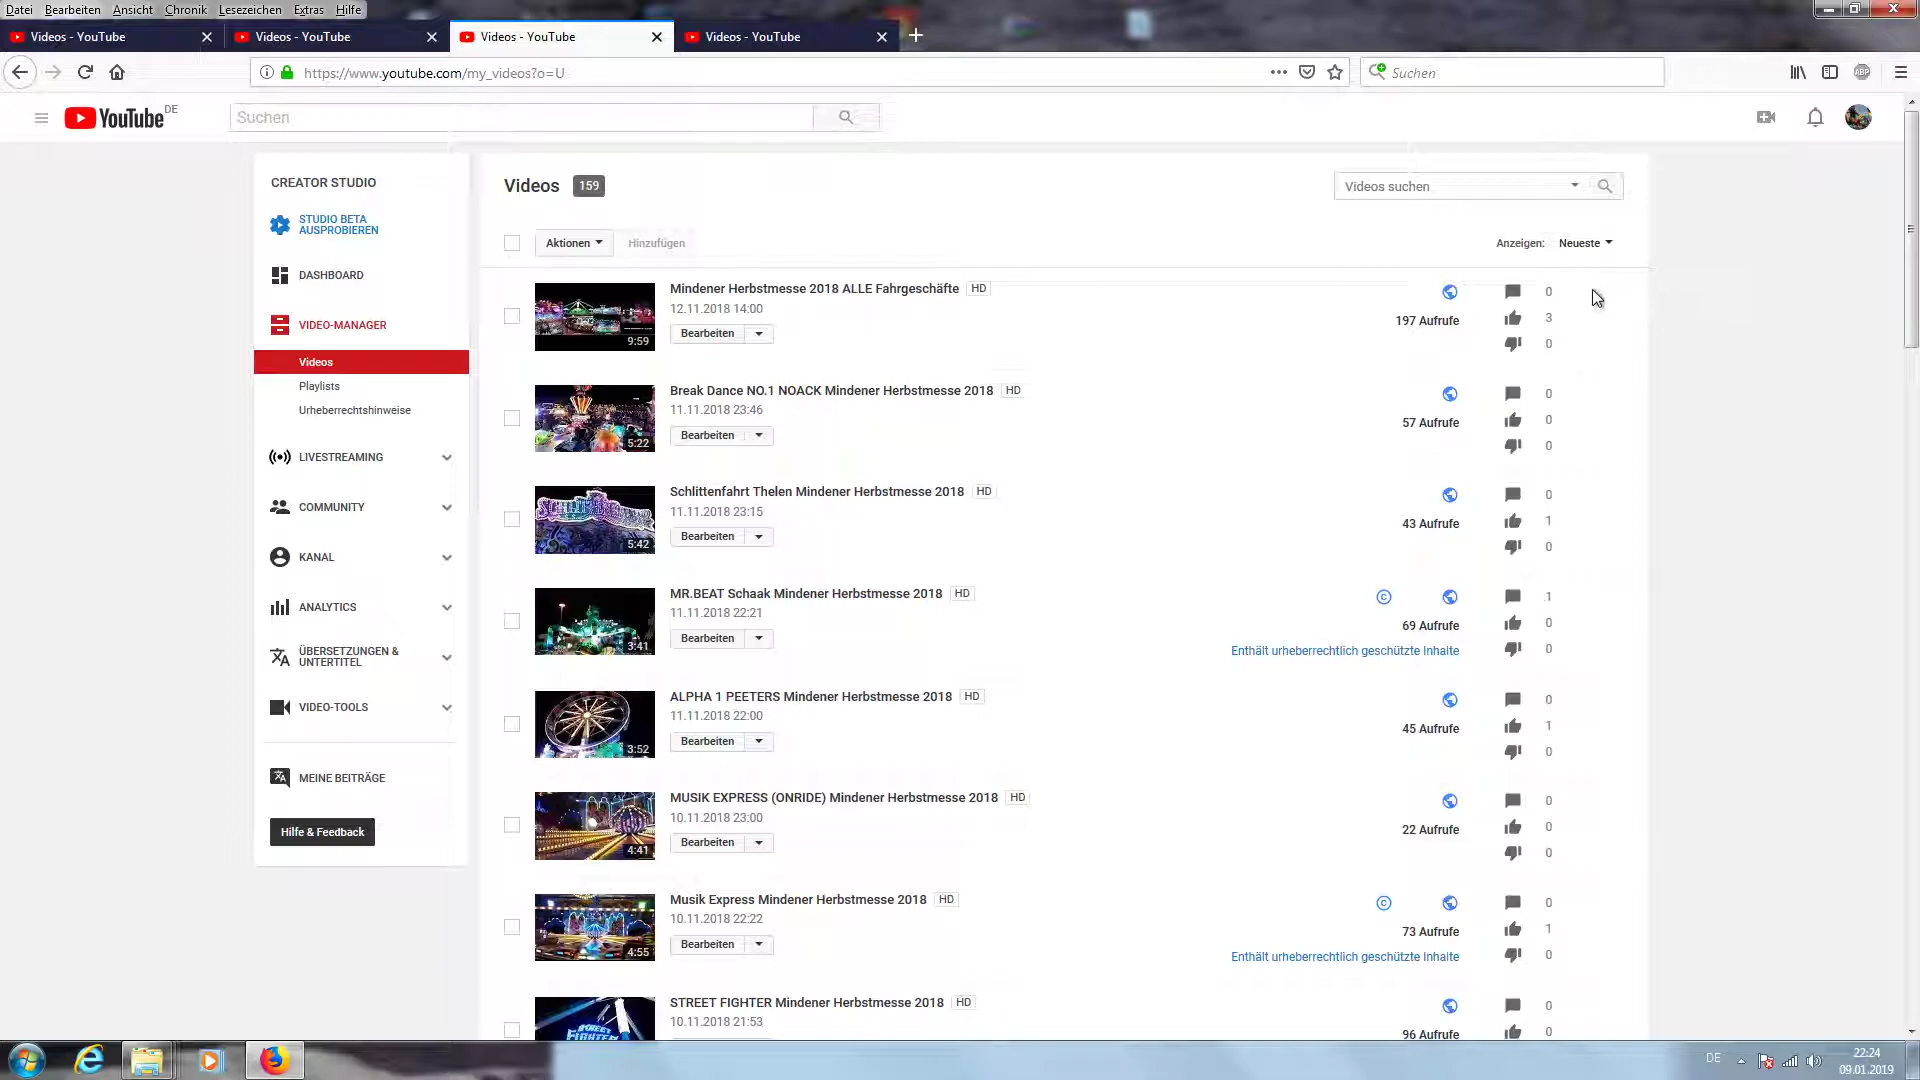 Datei Bearbeiten Ansicht Chronik Lesezeichen Extras Hilfe
Videos - YouTube Videos - YouTube Videos - YouTube Videos - YouTube
https://www.youtube.com/my_videos?o=U
Suchen
ABP
YouTube DE
Suchen
CREATOR STUDIO
STUDIO BETA
AUSPROBIEREN
DASHBOARD
VIDEO-MANAGER
Videos
Playlists
Urheberrechtshinweise
LIVESTREAMING
COMMUNITY
KANAL
ANALYTICS
ÜBERSETZUNGEN &
UNTERTITEL
VIDEO-TOOLS
MEINE BEITRÄGE
Hilfe & Feedback
Videos 159
Videos suchen
Aktionen Hinzufügen
Anzeigen: Neueste
Mindener Herbstmesse 2018 ALLE Fahrgeschäfte HD
12.11.2018 14:00
Bearbeiten
9:59
197 Aufrufe
0
3
0
Break Dance NO.1 NOACK Mindener Herbstmesse 2018 HD
11.11.2018 23:46
Bearbeiten
5:22
57 Aufrufe
0
0
0
Schlittenfahrt Thelen Mindener Herbstmesse 2018 HD
11.11.2018 23:15
Bearbeiten
5:42
43 Aufrufe
0
1
0
MR.BEAT Schaak Mindener Herbstmesse 2018 HD
11.11.2018 22:21
Bearbeiten
3:41
©
69 Aufrufe
Enthält urheberrechtlich geschützte Inhalte
1
0
0
ALPHA 1 PEETERS Mindener Herbstmesse 2018 HD
11.11.2018 22:00
Bearbeiten
3:52
45 Aufrufe
0
1
0
MUSIK EXPRESS (ONRIDE) Mindener Herbstmesse 2018 HD
10.11.2018 23:00
Bearbeiten
4:41
22 Aufrufe
0
0
0
Musik Express Mindener Herbstmesse 2018 HD
10.11.2018 22:22
Bearbeiten
4:55
©
73 Aufrufe
Enthält urheberrechtlich geschützte Inhalte
0
1
0
STREET FIGHTER Mindener Herbstmesse 2018 HD
10.11.2018 21:53
STREET
FIGHTER
96 Aufrufe
0
0
DE
22:24
09.01.2019